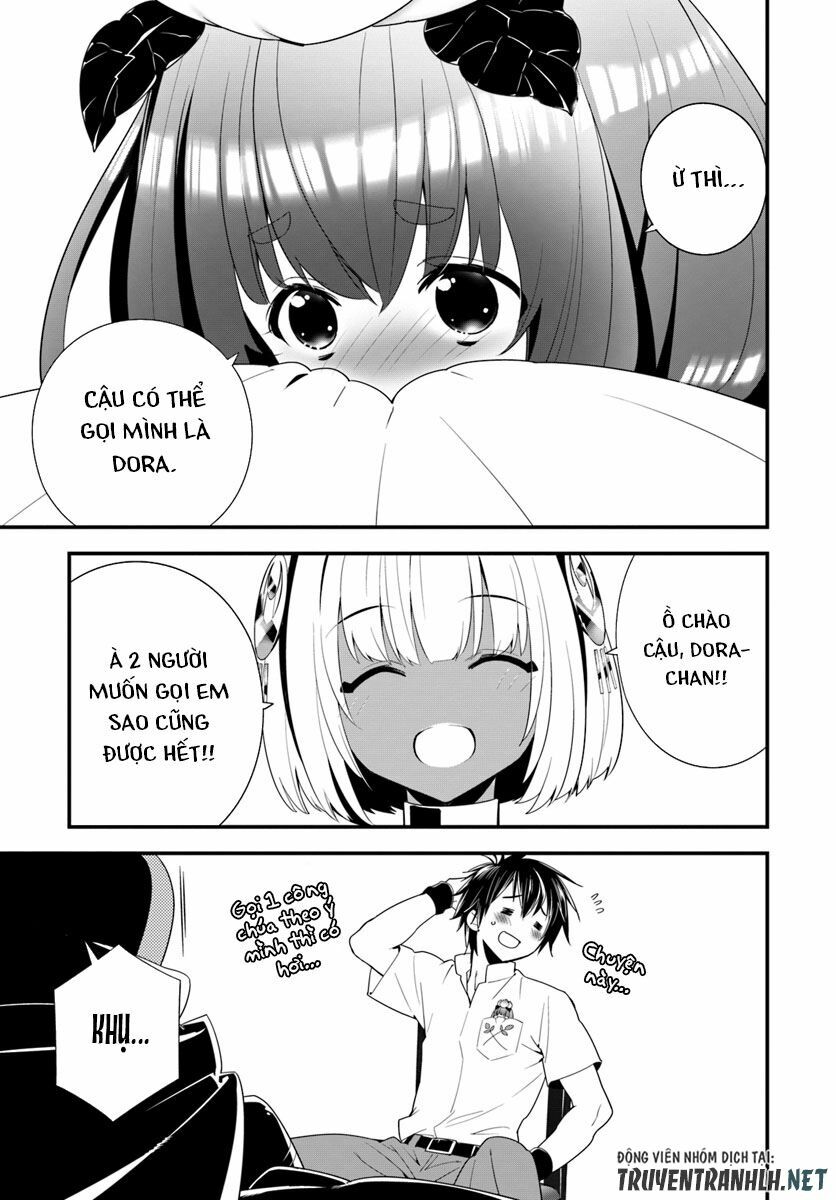 Ừ THÌ...
CẬU CÓ THỂ
GỌI MÌNH LÀ
DORA.
Ồ CHÀO
CẬU, DORA-
CHAN!!
À 2 NGƯỜI
MUỐN GỌI EM
SAO CŨNG
ĐƯỢC HẾT!!
Chuyện
này...
Gọi 1 công
chúa theo ý
mình thì có
hơi...
KHỤ...
ĐỘNG VIÊN NHÓM DỊCH TẠI:
TRUYENTRANHLH.NET